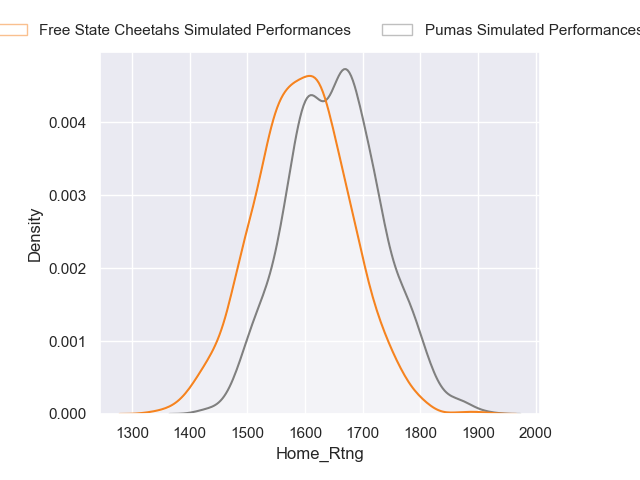 Free State Cheetahs Simulated Performances Pumas Simulated Performances
0.004
0.003
0.002
0.001
0.000
Density
1300 1400 1500 1600 1700 1800 1900 2000
Home_Rtng